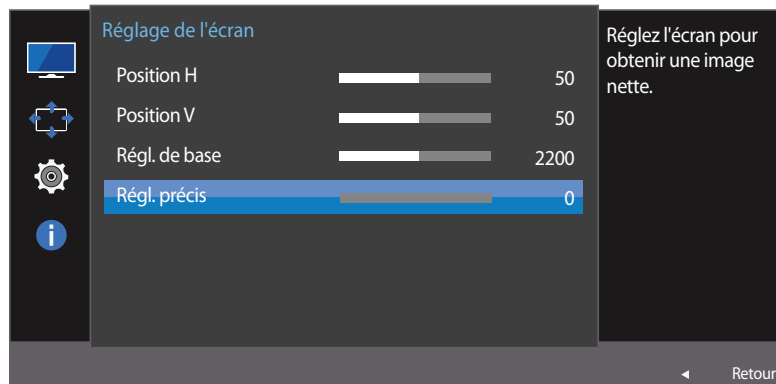 Réglage de l'écran
Position H 50
Position V 50
Régl. de base 2200
Régl. précis 0
Réglez l'écran pour
obtenir une image
nette.
Retour